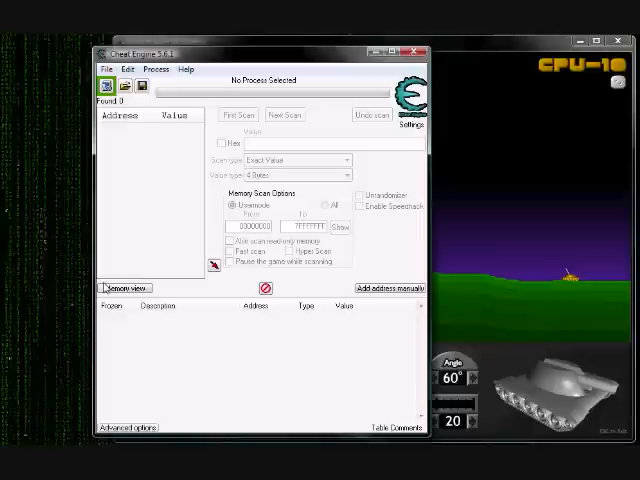 Cheat Engine 5.6.1
CPU-10
File Edit Process Help
No Process Selected
Found: 0
Address Value
First Scan Next Scan Undo scan
Settings
Value
Hex
Scan type Exact Value
Value type 4 Bytes
Memory Scan Options
Usermode All
From To
00000000 7FFFFFFF Show
Also scan read-only memory
Fast scan Hyper Scan
Pause the game while scanning
Unrandomizer
Enable Speedhack
Memory view
Add address manually
Frozen Description Address Type Value
Angle
60°
20
Advanced options
Table Comments